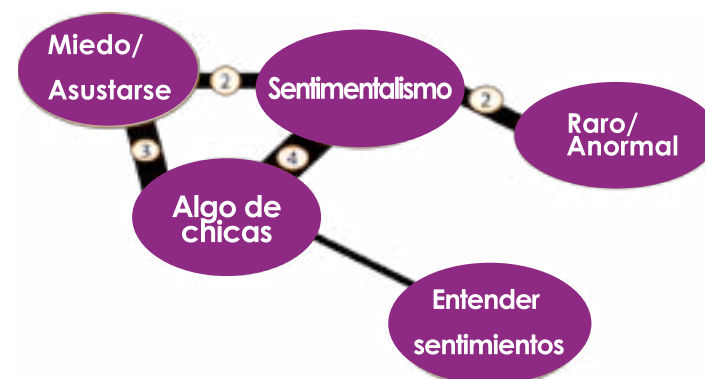 Miedo/
Asustarse
2
Sentimentalismo
2
Raro/
Anormal
3
4
Algo de
chicas
Entender
sentimientos